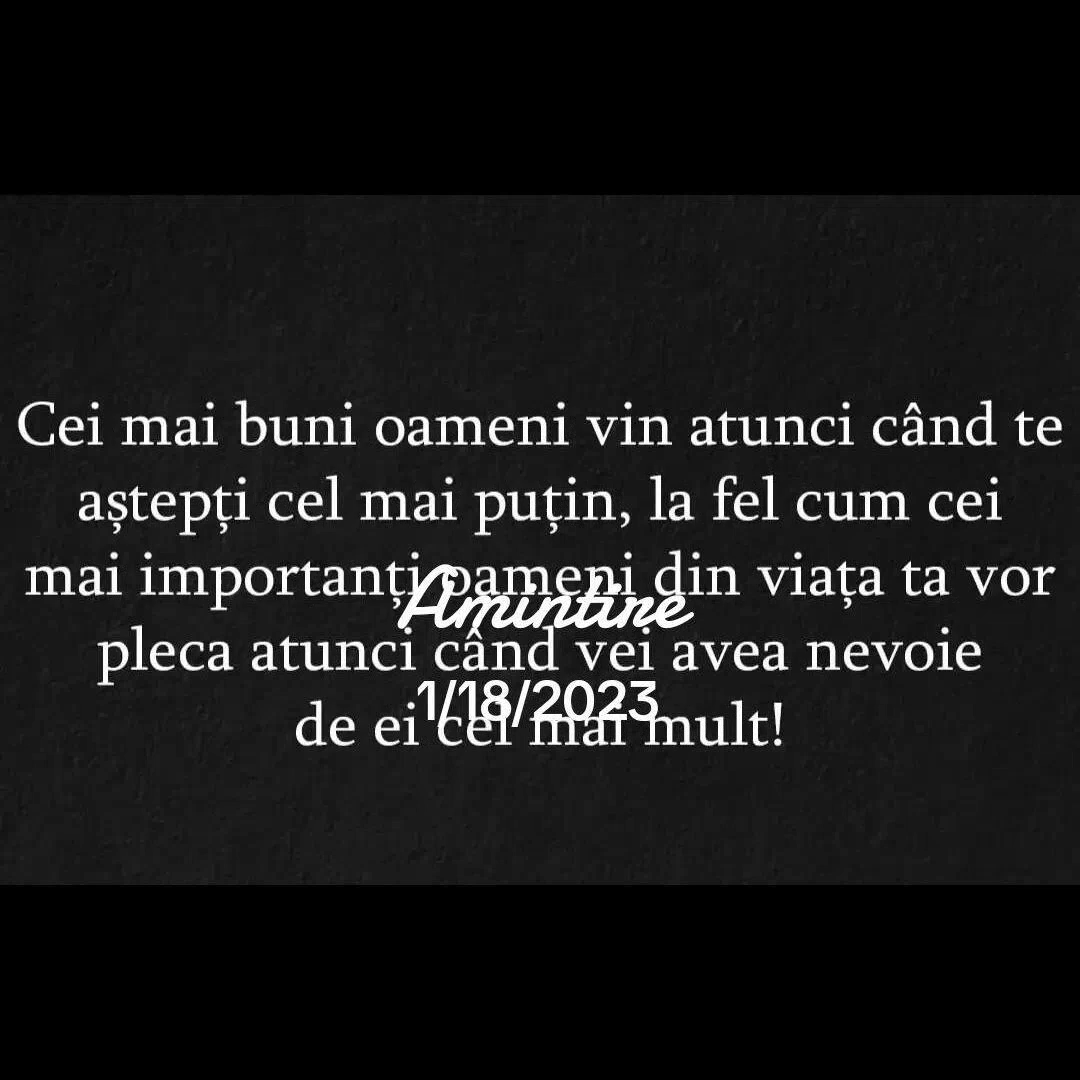 Cei mai buni oameni vin atunci când te
aștepți cel mai puțin, la fel cum cei
mai importanți oameni din viața ta vor
Amintire
pleca atunci când vei avea nevoie
1/18/2023
de ei cei mai mult!